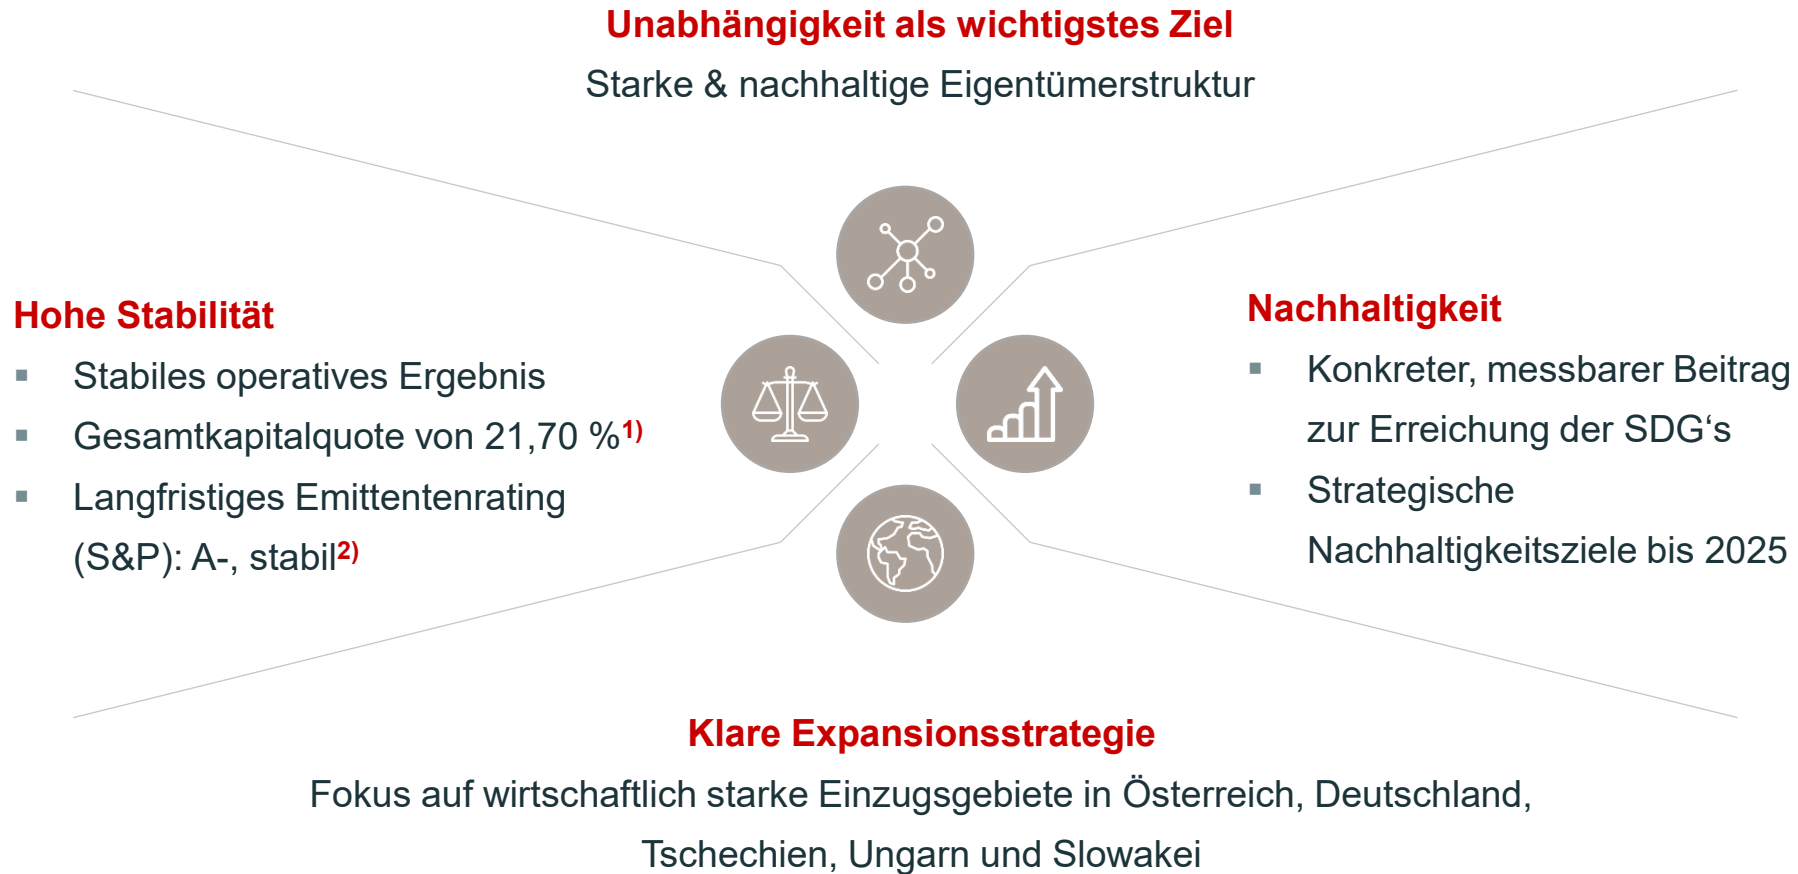 Unabhängigkeit als wichtigstes Ziel
Starke & nachhaltige Eigentümerstruktur
Hohe Stabilität
▪ Stabiles operatives Ergebnis
▪ Gesamtkapitalquote von 21,70 %1)
▪ Langfristiges Emittentenrating
(S&P): A-, stabil2)
Nachhaltigkeit
▪ Konkreter, messbarer Beitrag
zur Erreichung der SDG‘s
▪ Strategische
Nachhaltigkeitsziele bis 2025
Klare Expansionsstrategie
Fokus auf wirtschaftlich starke Einzugsgebiete in Österreich, Deutschland,
Tschechien, Ungarn und Slowakei